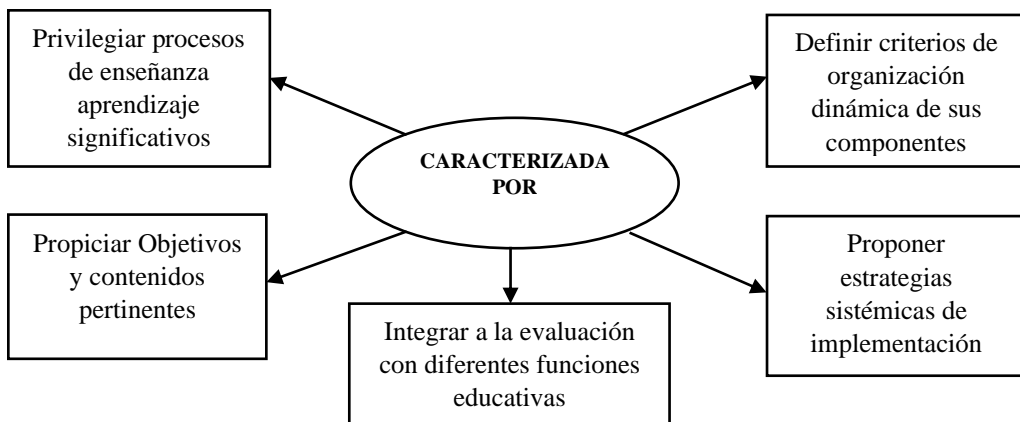 Privilegiar procesos
de enseñanza
aprendizaje
significativos
Definir criterios de
organización
dinámica de sus
componentes
CARACTERIZADA
POR
Propiciar Objetivos
y contenidos
pertinentes
Integrar a la evaluación
con diferentes funciones
educativas
Proponer
estrategias
sistémicas de
implementación